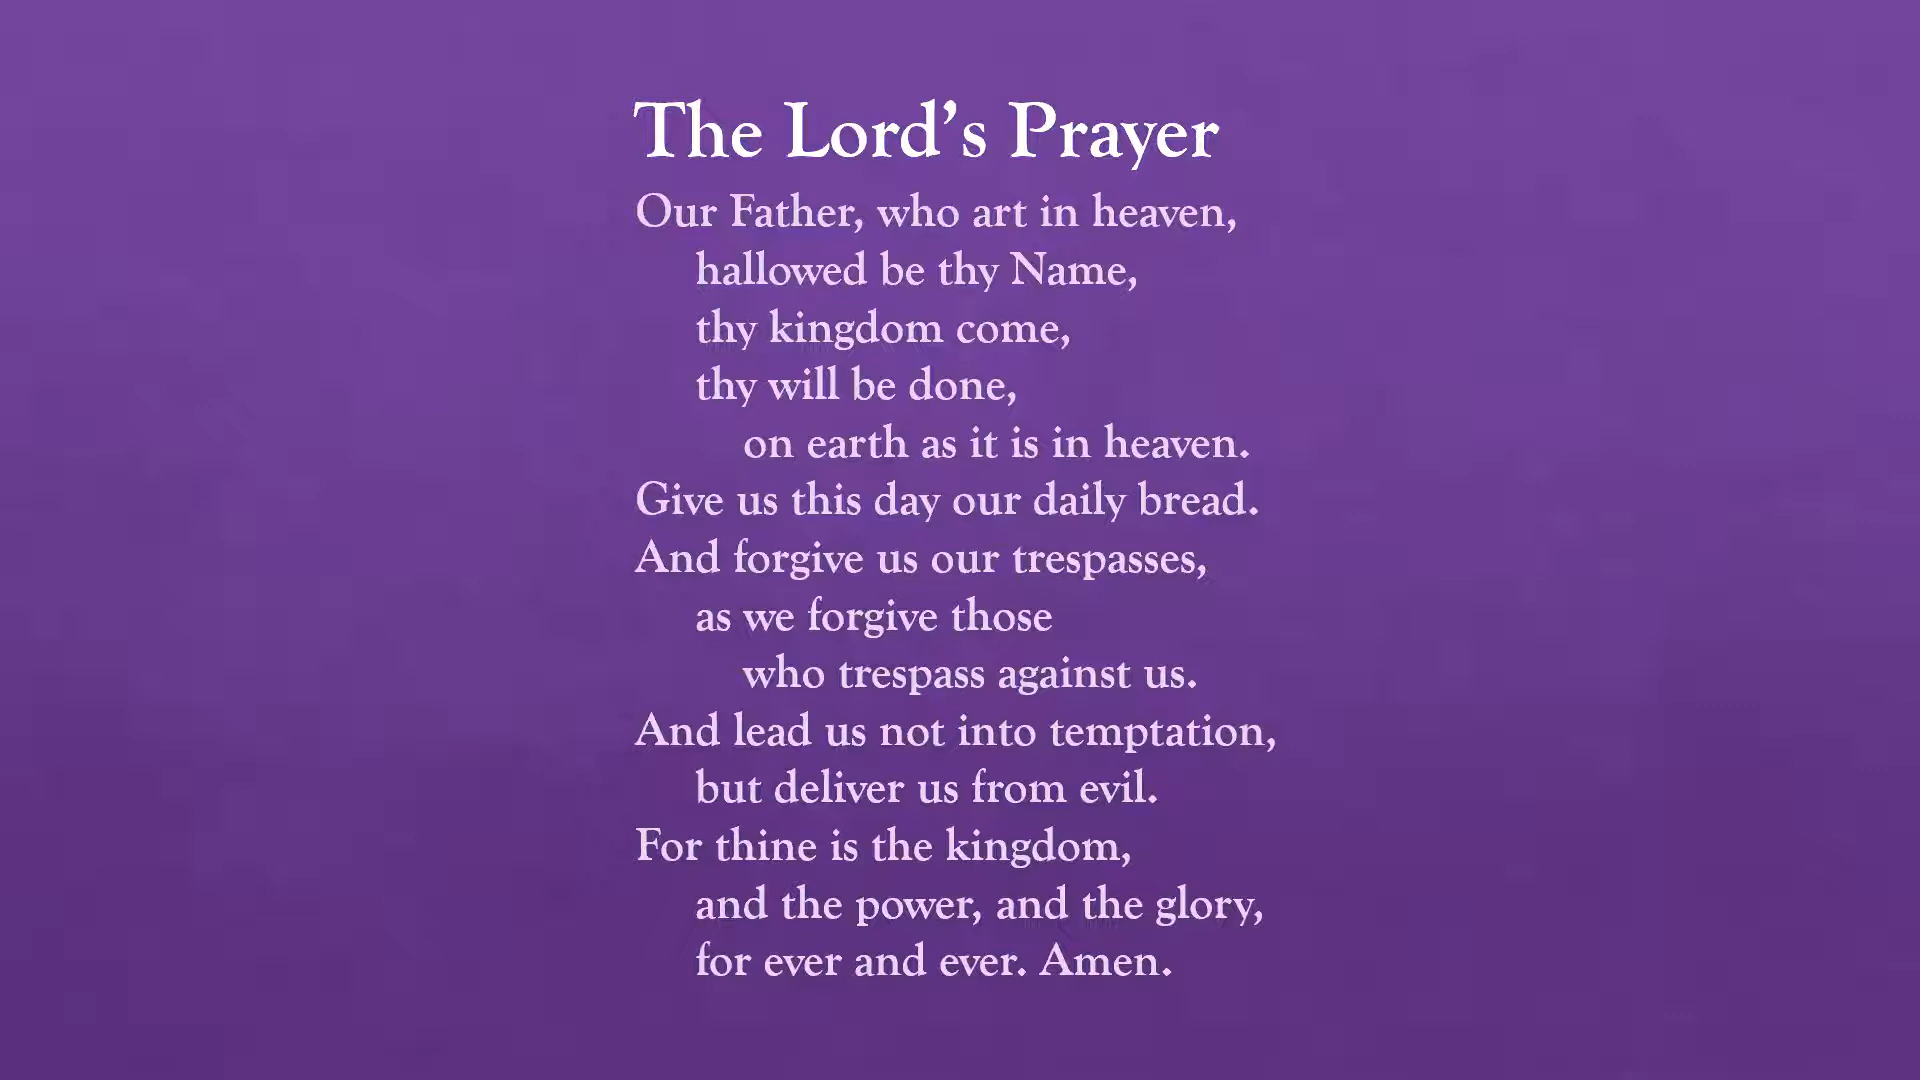 The Lord’s Prayer
Our Father, who art in heaven,
hallowed be thy Name,
thy kingdom come,
thy will be done,
on earth as it is in heaven.
Give us this day our daily bread.
And forgive us our trespasses,
as we forgive those
who trespass against us.
And lead us not into temptation,
but deliver us from evil.
For thine is the kingdom,
and the power, and the glory,
for ever and ever. Amen.